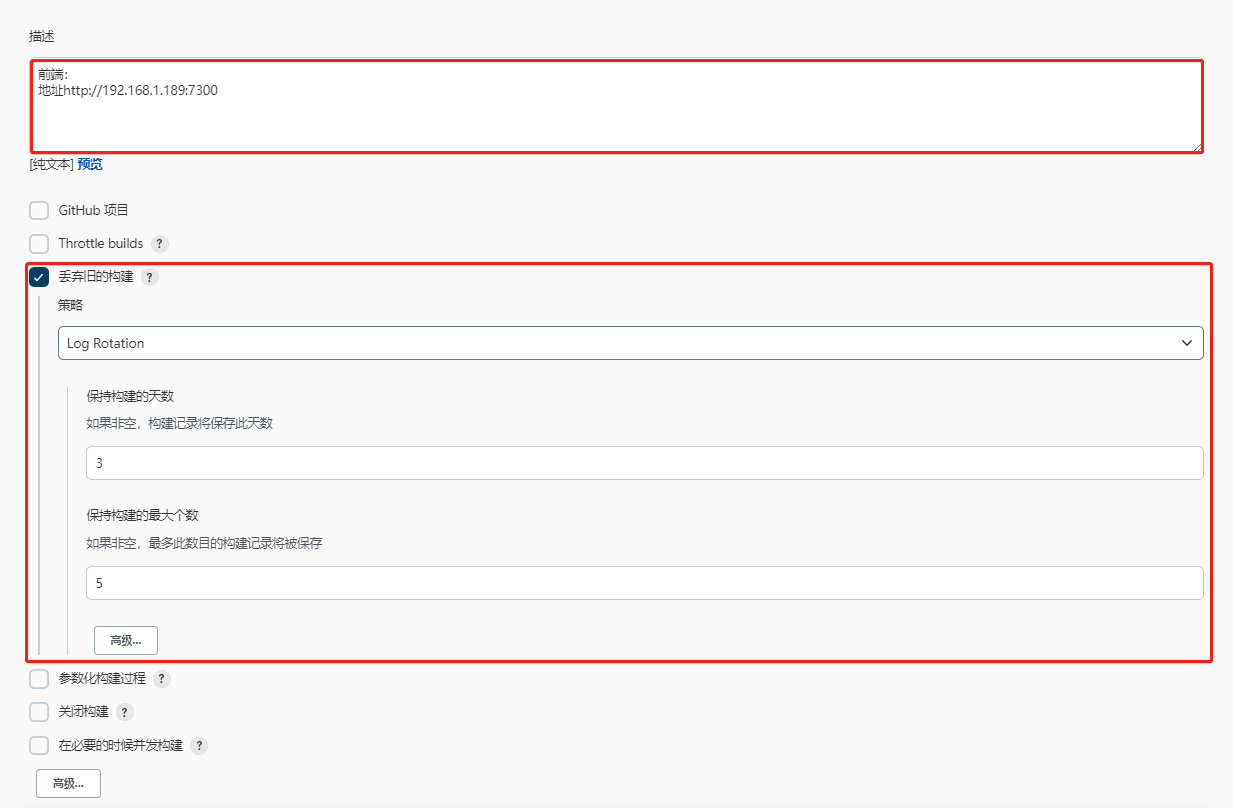 描述
前端：
地址http://192.168.1.189:7300
[纯文本] 预览
GitHub 项目
Throttle builds ?
丢弃旧的构建 ?
策略
Log Rotation
保持构建的天数
如果非空，构建记录将保存此天数
3
保持构建的最大个数
如果非空，最多此数目的构建记录将被保存
5
高级...
参数化构建过程 ?
关闭构建 ?
在必要的时候并发构建 ?
高级...